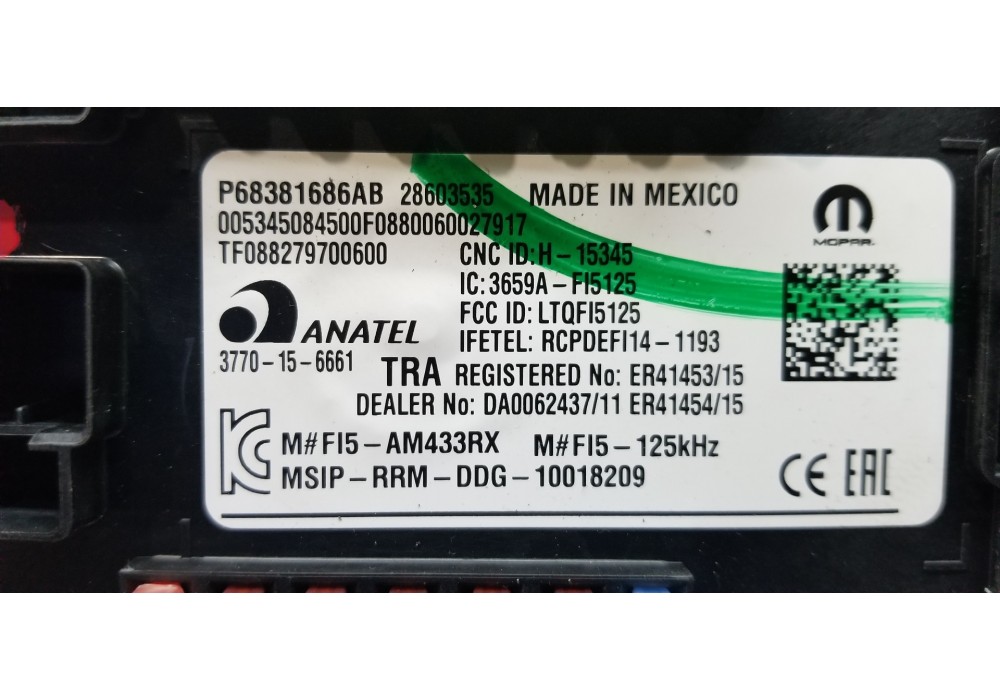 P68381686AB 28603535 MADE IN MEXICO
005345084500F0880060027917
TF088279700600
MOPAR
CNC ID: H-15345
IC: 3659A-FI5125
FCC ID: LTQFI5125
ANATEL
IFETEL: RCPDEFI14-1193
3770-15-6661
TRA REGISTERED No: ER41453/15
DEALER No: DA0062437/11 ER41454/15
M#FI5-AM433RX M#FI5-125kHz
MSIP-RRM-DDG-10018209
CE EAC